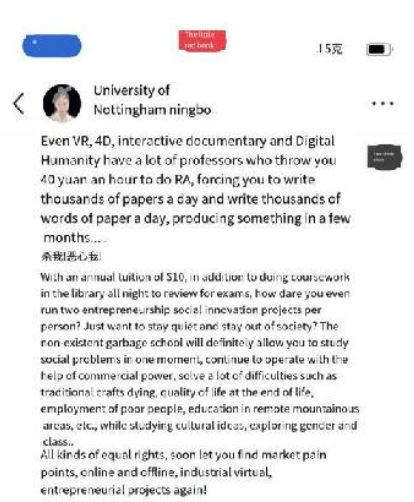 The little
red book
15克
University of
Nottingham ningbo
Even VR, 4D, interactive documentary and Digital
Humanity have a lot of professors who throw you
40 yuan an hour to do RA, forcing you to write
thousands of papers a day and write thousands of
words of paper a day, producing something in a few
months... .
杀我!恶心我!
With an annual tuition of $10, in addition to doing coursework
in the library all night to review for exams, how dare you even
run two entrepreneurship social innovation projects per
person? Just want to stay quiet and stay out of society? The
non-existent garbage school will definitely allow you to study
social problems in one moment, continue to operate with the
help of commercial power, solve a lot of difficulties such as
traditional crafts dying, quality of life at the end of life,
employment of poor people, education in remote mountainous
areas, etc., while studying cultural ideas, exploring gender and
class..
All kinds of equal rights, soon let you find market pain
points, online and offline, industrial virtual,
entrepreneurial projects again!